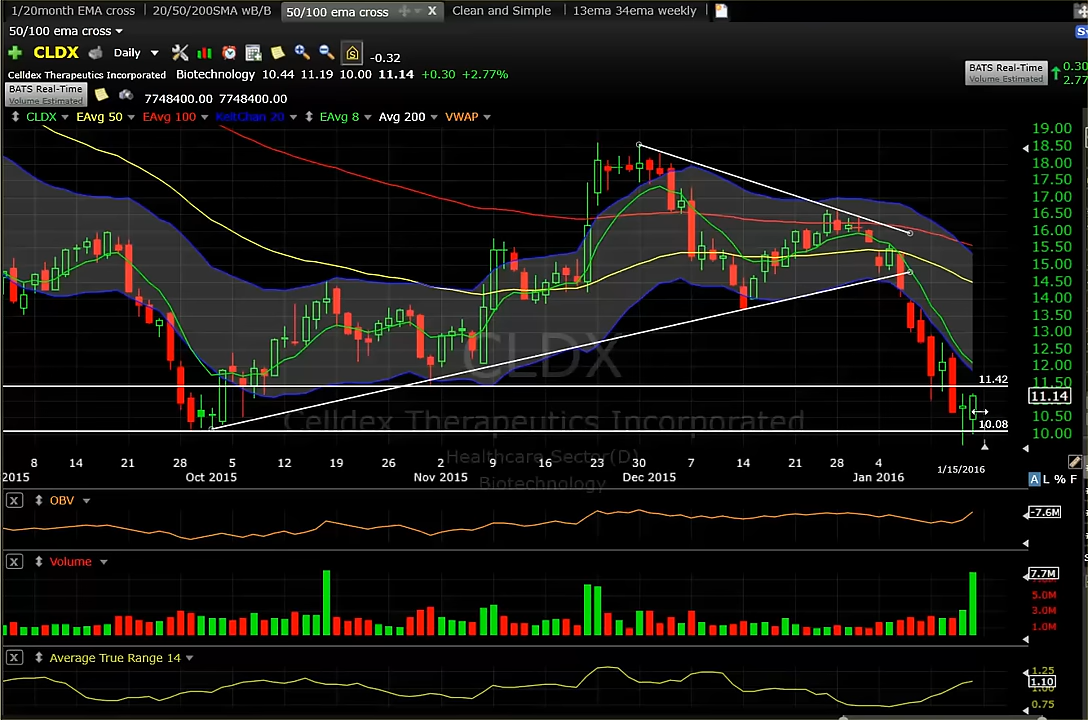 1/20month EMA cross 20/50/200SMA wB/B 50/100 ema cross X Clean and Simple 13ema 34ema weekly
50/100 ema cross
CLDX Daily -0.32
Celldex Therapeutics Incorporated Biotechnology 10.44 11.19 10.00 11.14 +0.30 +2.77%
BATS Real-Time
Volume Estimated
7748400.00 7748400.00
BATS Real-Time
Volume Estimated
0.30
2.77
CLDX EAvg 50 EAvg 100 KeltChan 20 EAvg 8 Avg 200 VWAP
19.00
18.50
18.00
17.50
17.00
16.50
16.00
15.50
15.00
14.50
14.00
13.50
13.00
12.50
12.00
11.50
11.14
10.50
10.00
11.42
10.08
CLDX
Celldex Therapeutics Incorporated
Healthcare Sector(D)
Biotechnology
8 14 21 28 5 12 19 26 2 9 16 23 30 7 14 21 28 4 1/15/2016
2015 Oct 2015 Nov 2015 Dec 2015 Jan 2016
A L % F
X OBV
-7.6M
X Volume
7.7M
5.0M
3.0M
1.0M
X Average True Range 14
1.25
1.10
1.00
0.75